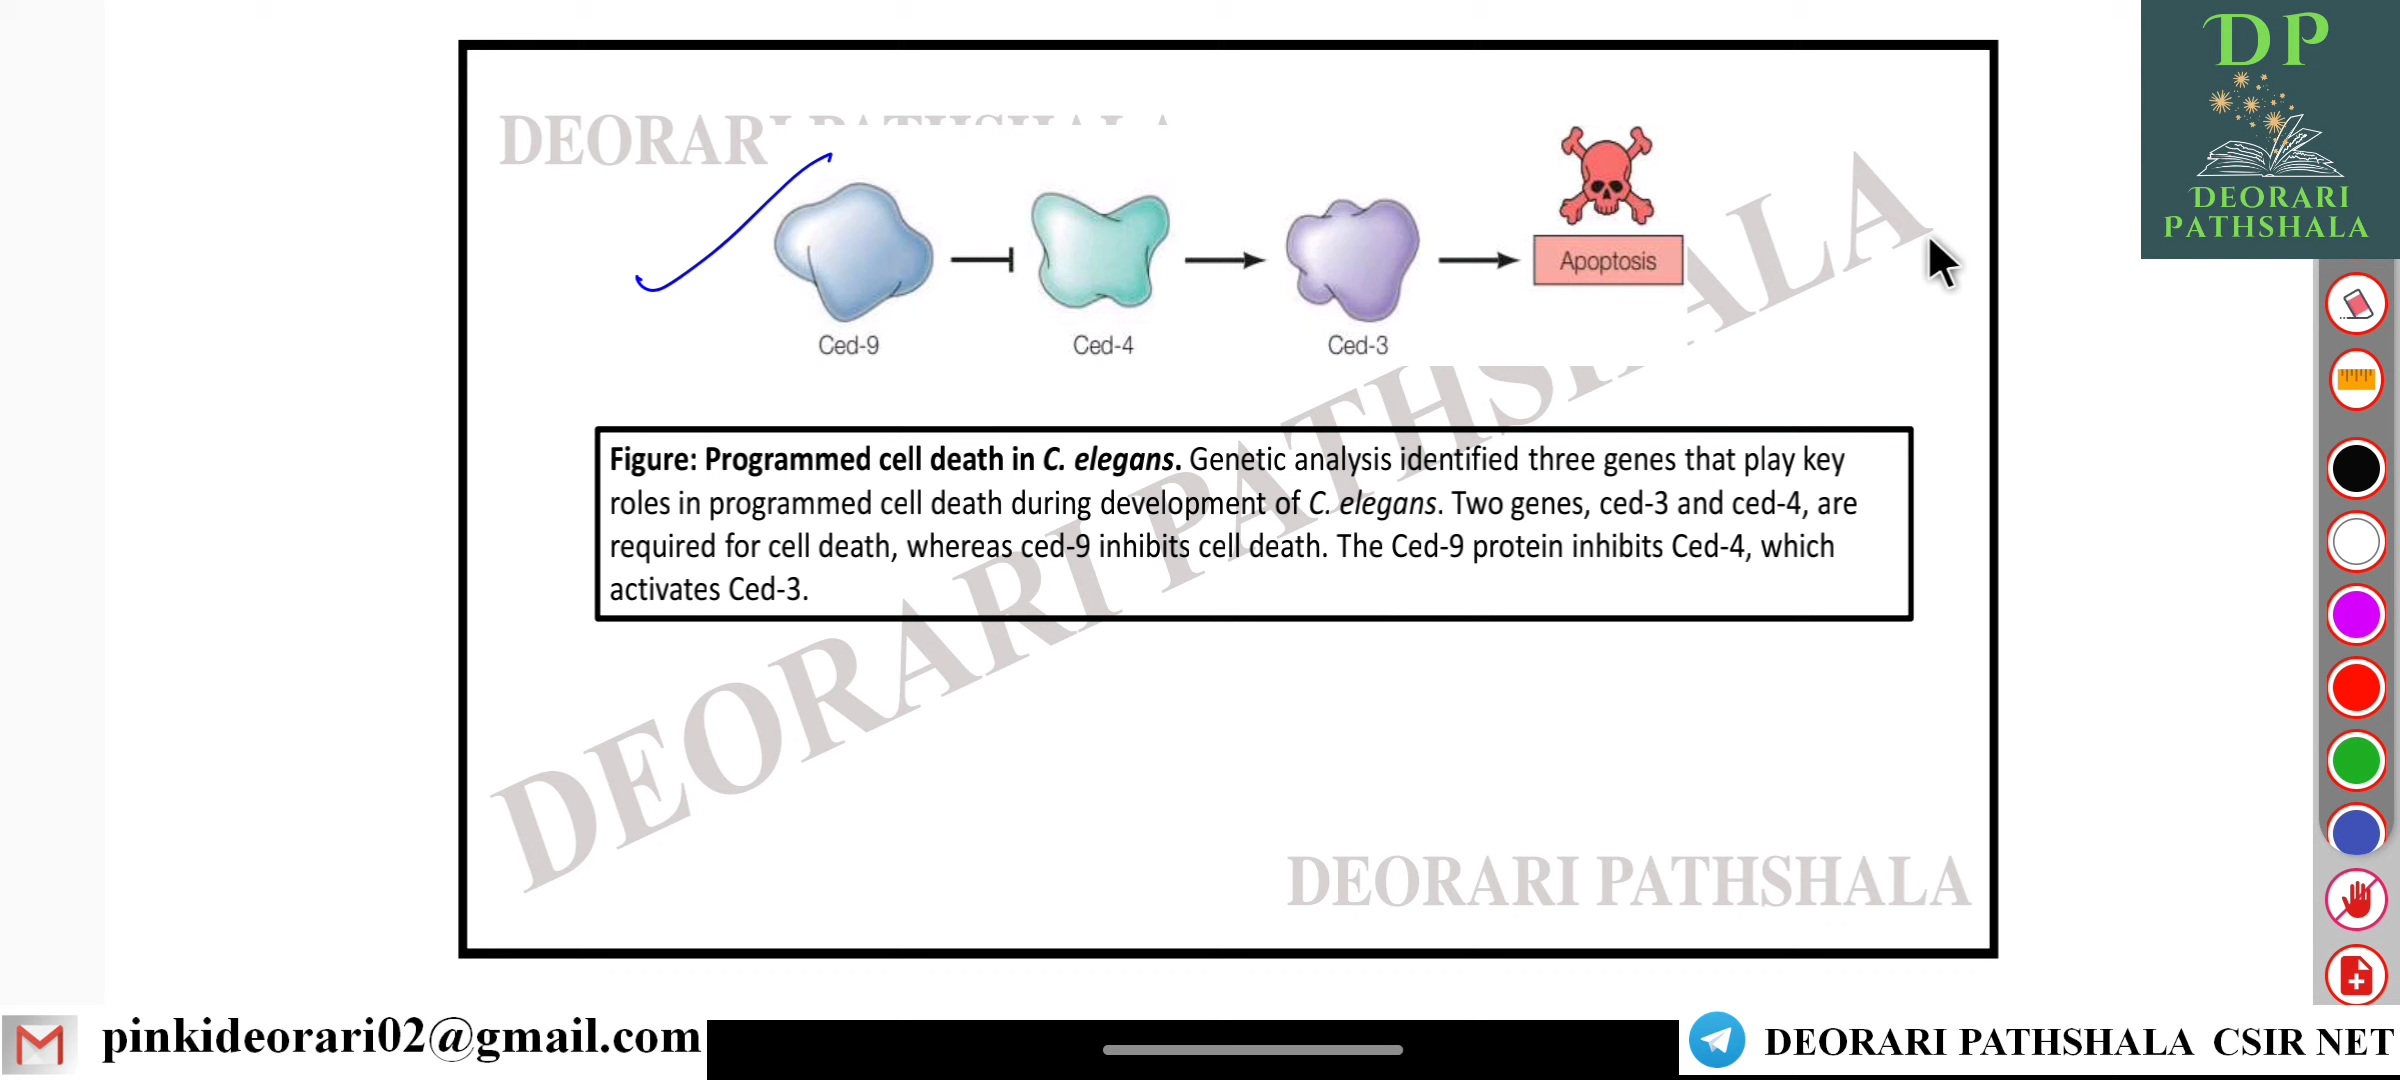 DP
DEORARI
PATHSHALA
Apoptosis
Ced-9
Ced-4
Ced-3
Figure: Programmed cell death in C. elegans. Genetic analysis identified three genes that play key
roles in programmed cell death during development of C. elegans. Two genes, ced-3 and ced-4, are
required for cell death, whereas ced-9 inhibits cell death. The Ced-9 protein inhibits Ced-4, which
activates Ced-3.
DEORARI PATHSHALA
DEORARI PATHSHALA
DEORARI PATHSHALA
pinkideorari02@gmail.com
DEORARI PATHSHALA CSIR NET